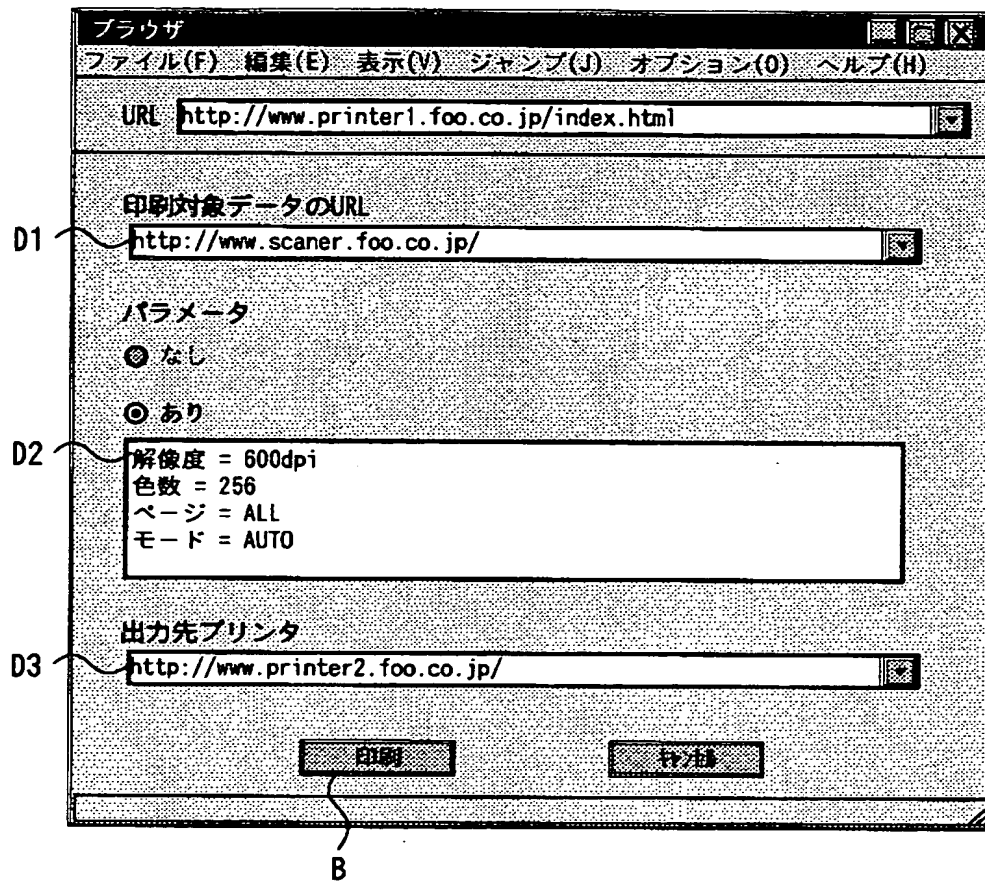 ブラウザ
ファイル(F) 編集(E) 表示(V) ジャンプ(J) オプション(O) ヘルプ(H)
URL http://www.printer1.foo.co.jp/index.html
印刷対象データのURL
D1 http://www.scaner.foo.co.jp/
パラメータ
なし
あり
D2 解像度 = 600dpi
色数 = 256
ページ = ALL
モード = AUTO
出力先プリンタ
D3 http://www.printer2.foo.co.jp/
印刷 ｷｬﾝｾﾙ
B